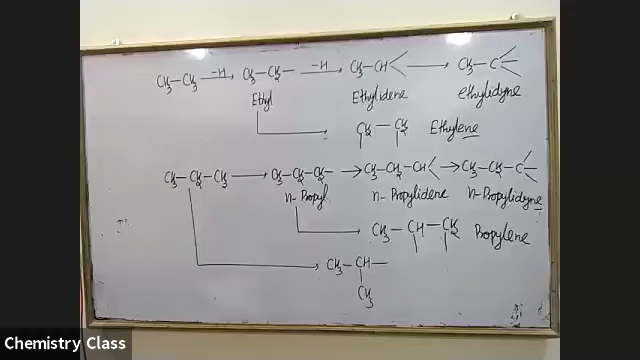 CH3-CH3 -H→ CH3-CH2- -H→ CH3-CH< → CH3-C
Ethyl Ethylidene ethylidyne
CH2-CH2 Ethylene
CH3-CH2-CH3 → CH3-CH2-CH2- → CH3-CH2-CH< → CH3-CH2-C
n-Propyl n-Propylidene n-Propylidyne
CH3-CH-CH2 Propylene
CH3-CH-
CH3
Chemistry Class